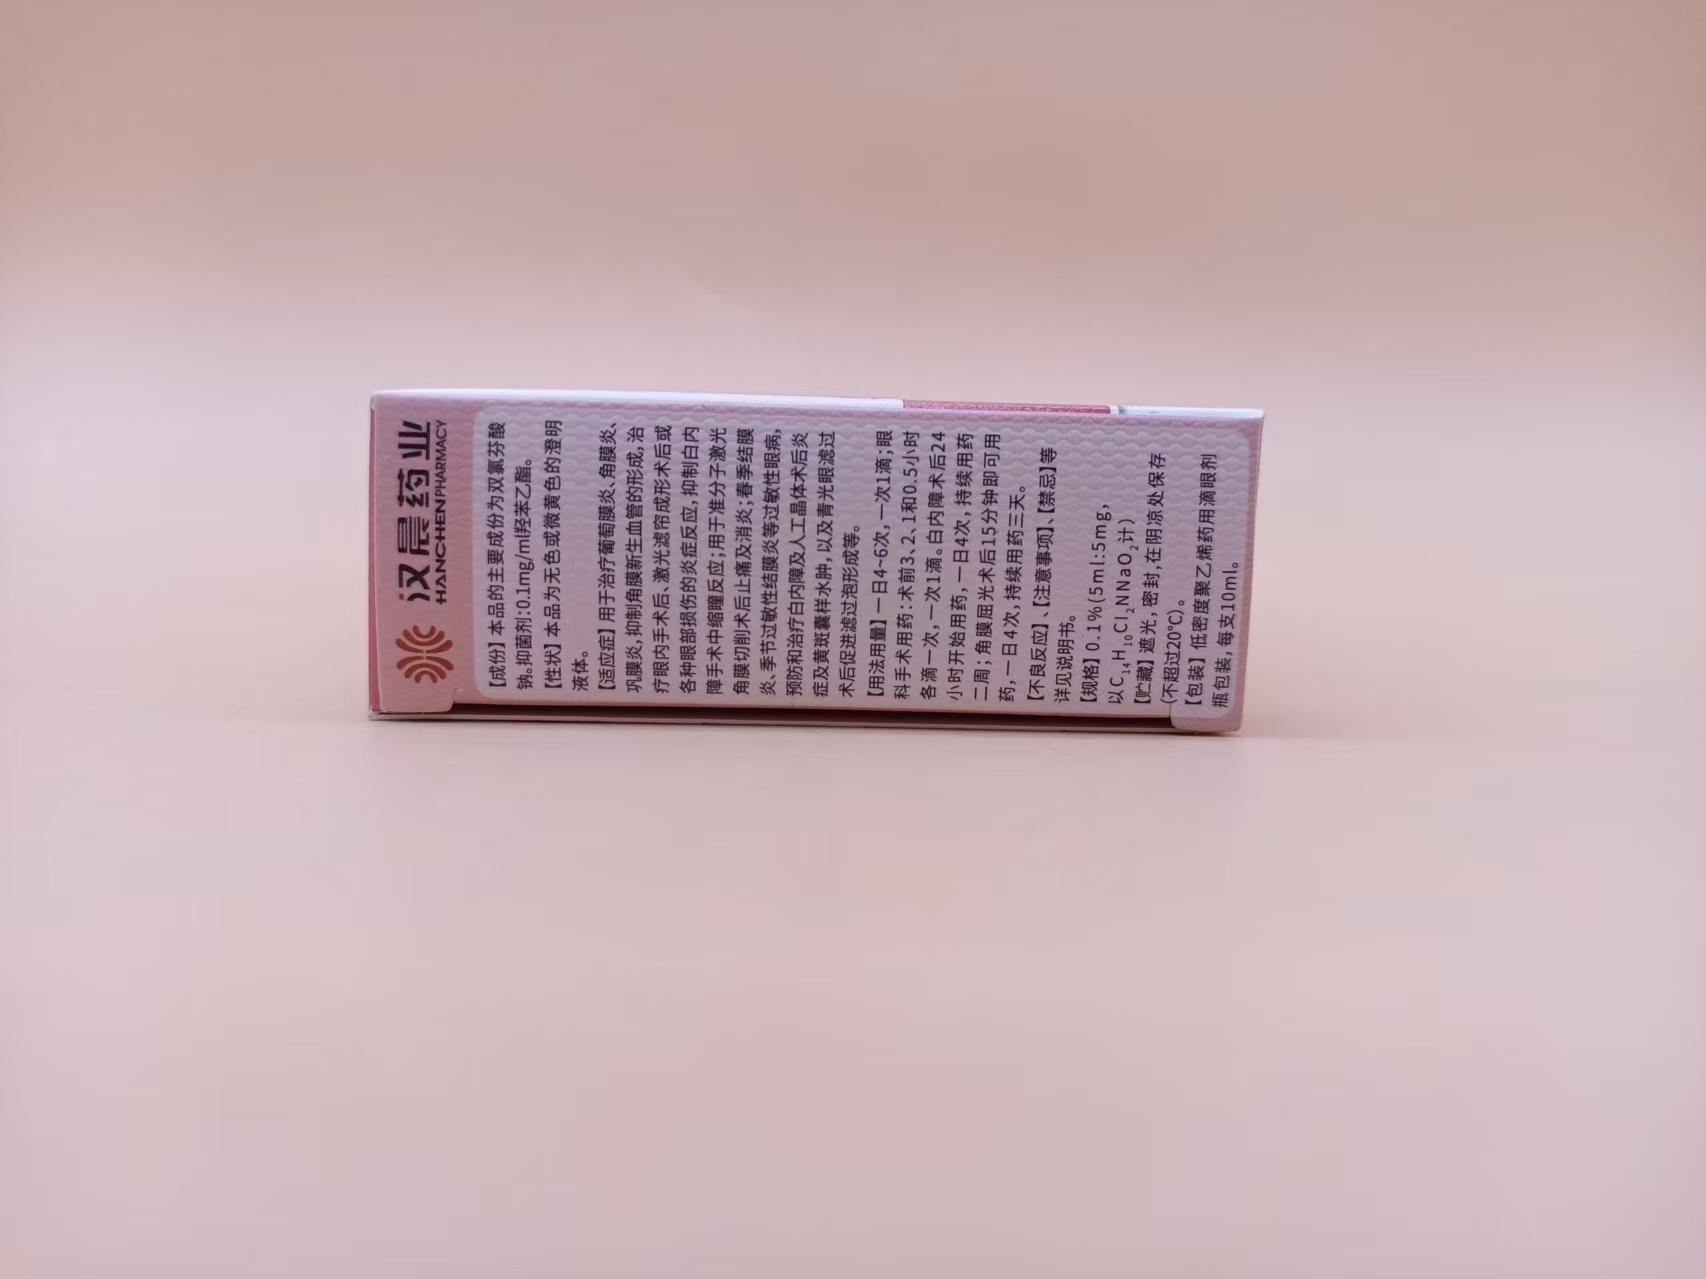 汉晨药业
HANCHEN PHARMACY
【成份】本品的主要成份为双氯芬酸
钠。抑菌剂:0.1mg/ml羟苯乙酯。
【性状】本品为无色或微黄色的澄明
液体。
【适应症】用于治疗葡萄膜炎、角膜炎、
巩膜炎,抑制角膜新生血管的形成,治
疗眼内手术后、激光滤帘成形术后或
各种眼部损伤的炎症反应,抑制白内
障手术中缩瞳反应;用于准分子激光
角膜切削术后止痛及消炎;春季结膜
炎、季节过敏性结膜炎等过敏性眼病,
预防和治疗白内障及人工晶体术后炎
症及黄斑囊样水肿,以及青光眼滤过
术后促进滤过泡形成等。
【用法用量】一日4~6次,一次1滴;眼
科手术用药:术前3、2、1和0.5小时
各滴一次,一次1滴。白内障术后24
小时开始用药,一日4次,持续用药
二周;角膜屈光术后15分钟即可用
药,一日4次,持续用药三天。
【不良反应】、【注意事项】、【禁忌】等
详见说明书。
【规格】0.1%(5ml:5mg,
以C₁₄H₁₀Cl₂NNaO₂计)
【贮藏】遮光,密封,在阴凉处保存
(不超过20℃)。
【包装】低密度聚乙烯药用滴眼剂
瓶包装,每支10ml。